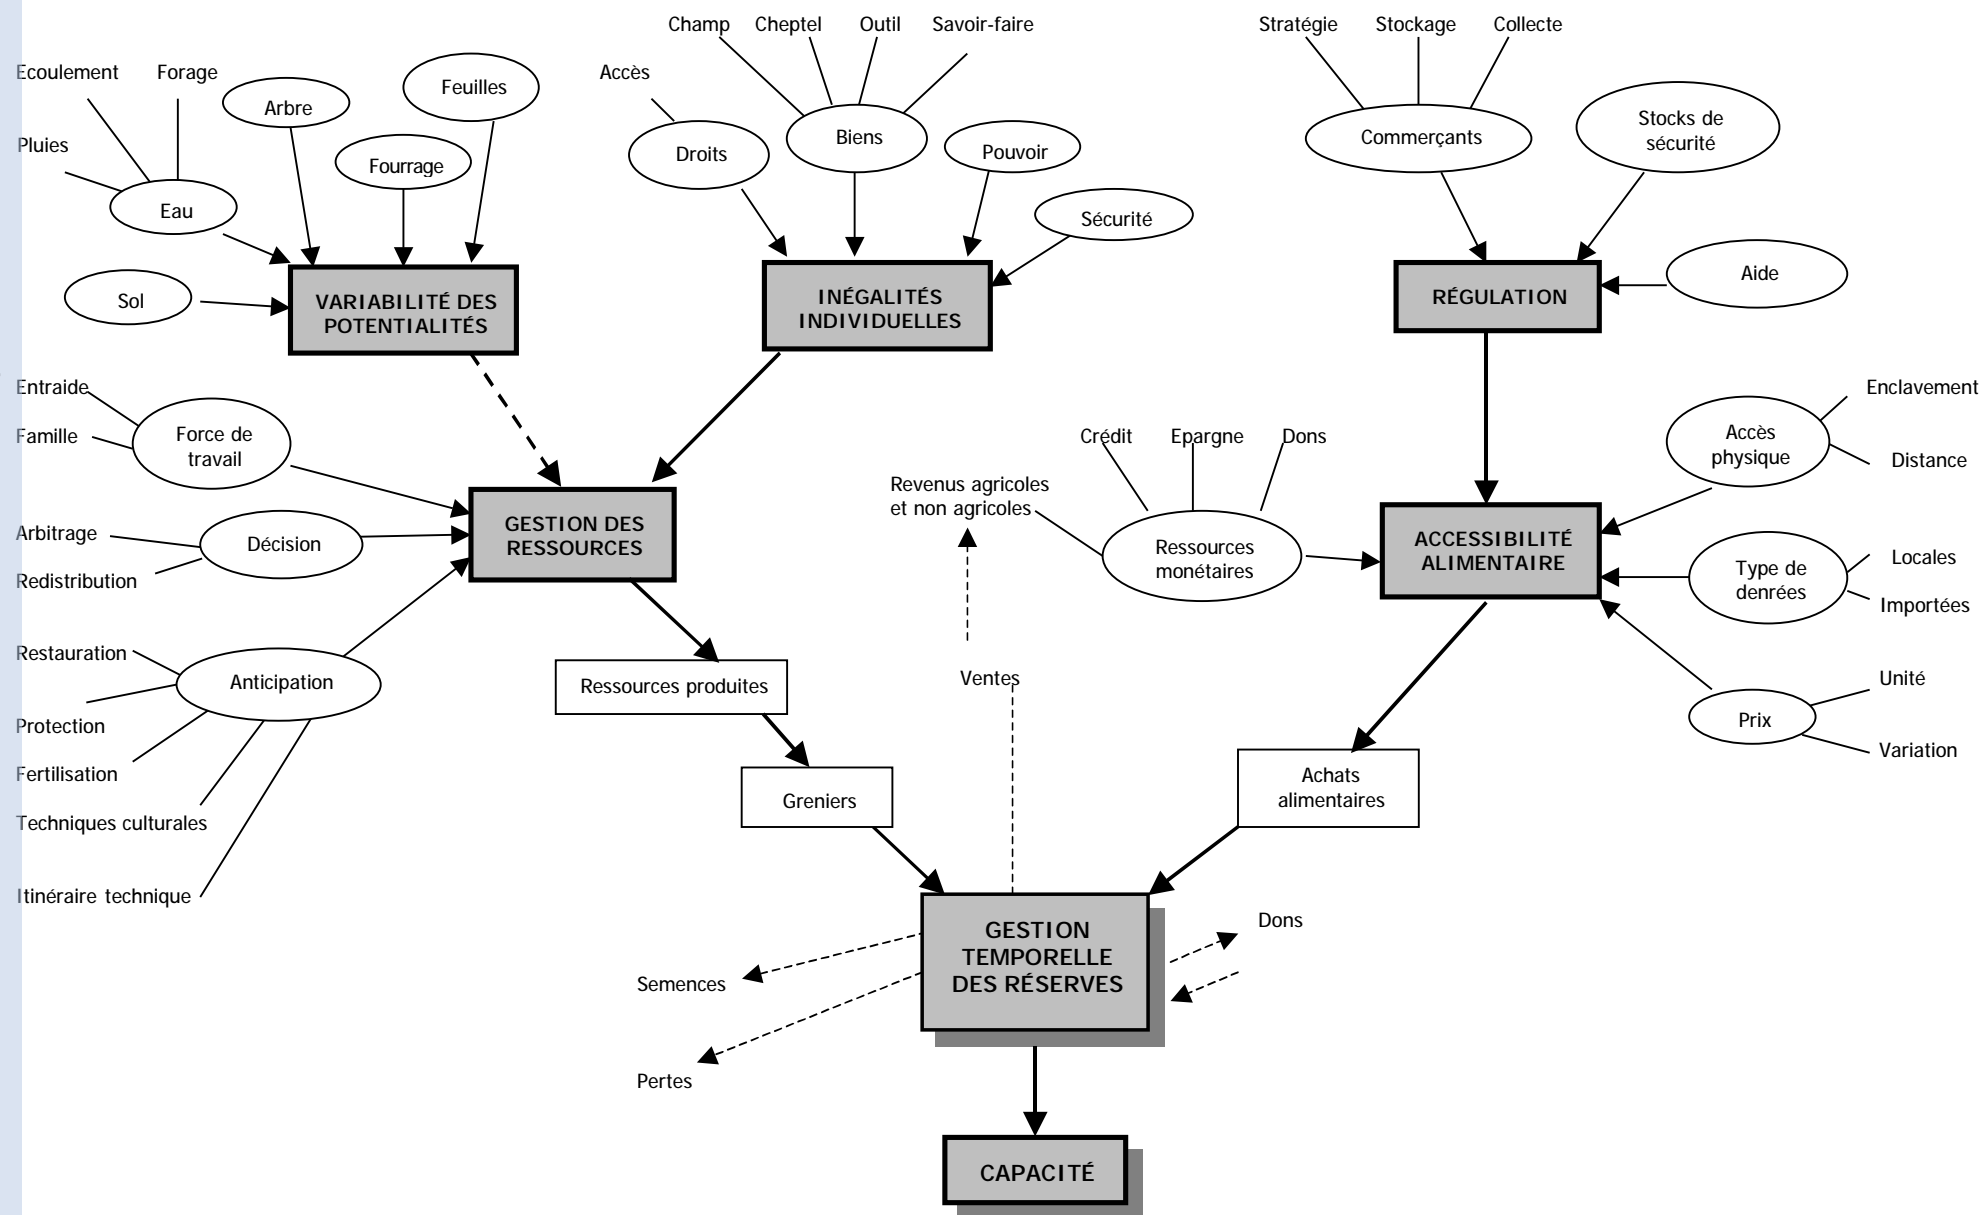 Champ
Cheptel
Outil
Savoir-faire
Stratégie
Stockage
Collecte
Ecoulement
Forage
Arbre
Feuilles
Accès
Pluies
Fourrage
Eau
Sol
Droits
Biens
Pouvoir
Sécurité
Commerçants
Stocks de
sécurité
Aide
VARIABILITÉ DES
POTENTIALITÉS
INÉGALITÉS
INDIVIDUELLES
RÉGULATION
Entraide
Famille
Force de
travail
Arbitrage
Redistribution
Décision
GESTION DES
RESSOURCES
Crédit
Epargne
Dons
Revenus agricoles
et non agricoles
Ressources
monétaires
ACCESSIBILITÉ
ALIMENTAIRE
Accès
physique
Enclavement
Distance
Type de
denrées
Locales
Importées
Prix
Unité
Variation
Restauration
Protection
Fertilisation
Techniques culturales
Itinéraire technique
Anticipation
Ressources produites
Ventes
Greniers
Achats
alimentaires
GESTION
TEMPORELLE
DES RÉSERVES
Dons
Semences
Pertes
CAPACITÉ